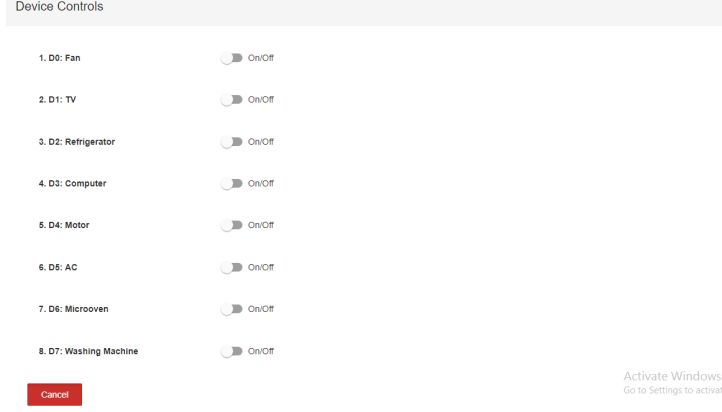 Device Controls
1. D0: Fan On/Off
2. D1: TV On/Off
3. D2: Refrigerator On/Off
4. D3: Computer On/Off
5. D4: Motor On/Off
6. D5: AC On/Off
7. D6: Microoven On/Off
8. D7: Washing Machine On/Off
Activate Windows
Go to Settings to activat
Cancel